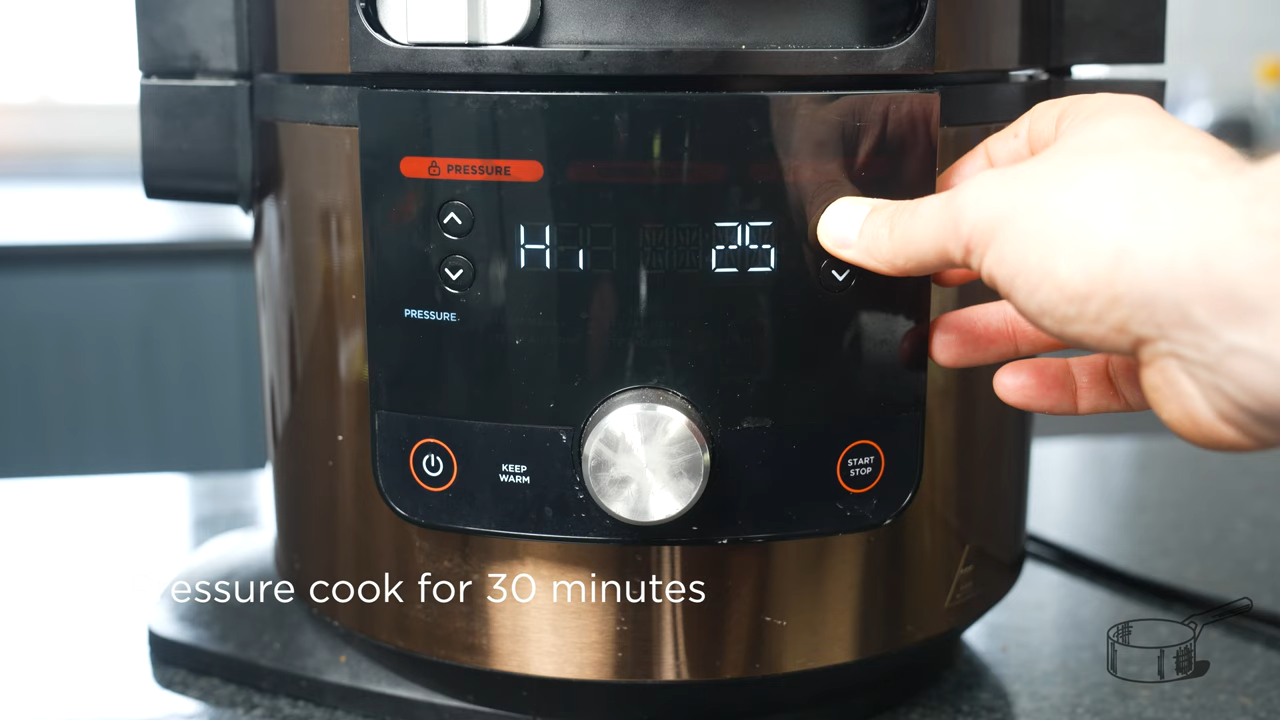 PRESSURE
Hi 25
PRESSURE
KEEP
WARM
START
STOP
essure cook for 30 minutes